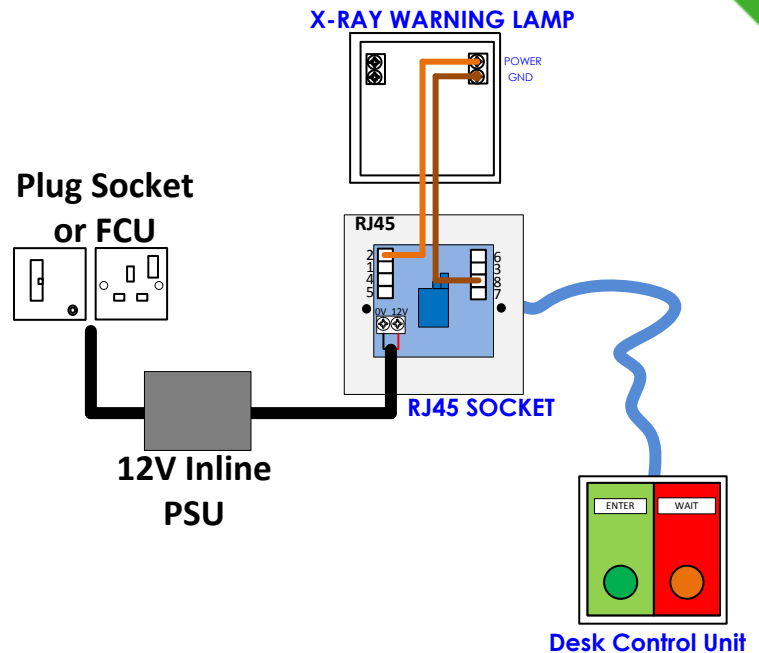 X-RAY WARNING LAMP
POWER
GND
Plug Socket
or FCU
RJ45
2
1
4
5
6
3
8
7
0V 12V
RJ45 SOCKET
12V Inline
PSU
ENTER
WAIT
Desk Control Unit